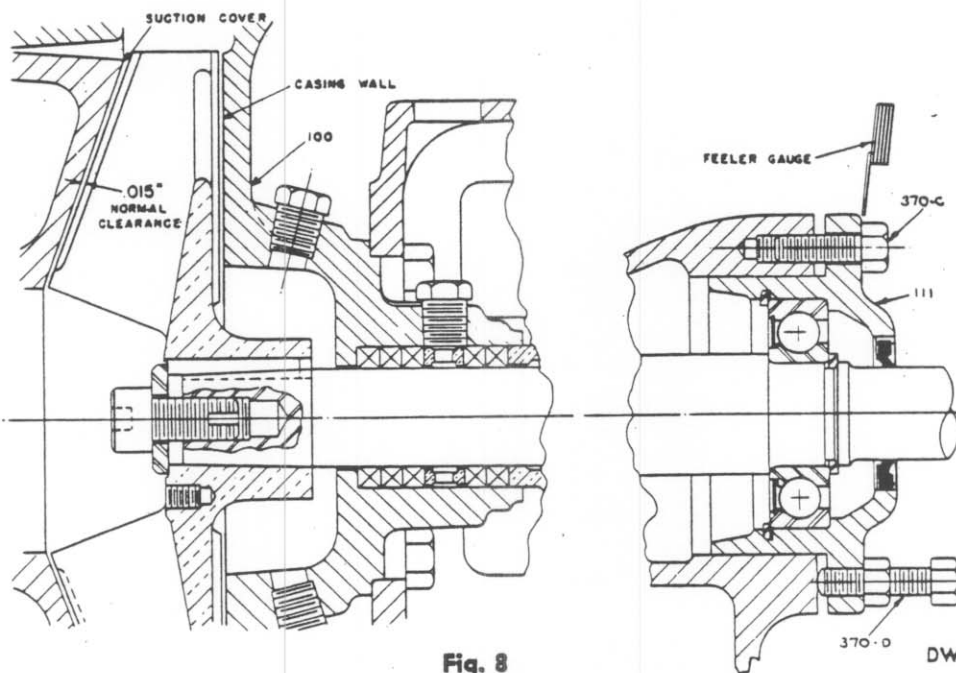 SUCTION COVER
CASING WALL
100
.015"
NORMAL
CLEARANCE
FEELER GAUGE
370-C
111
370-D
DW
Fig. 8